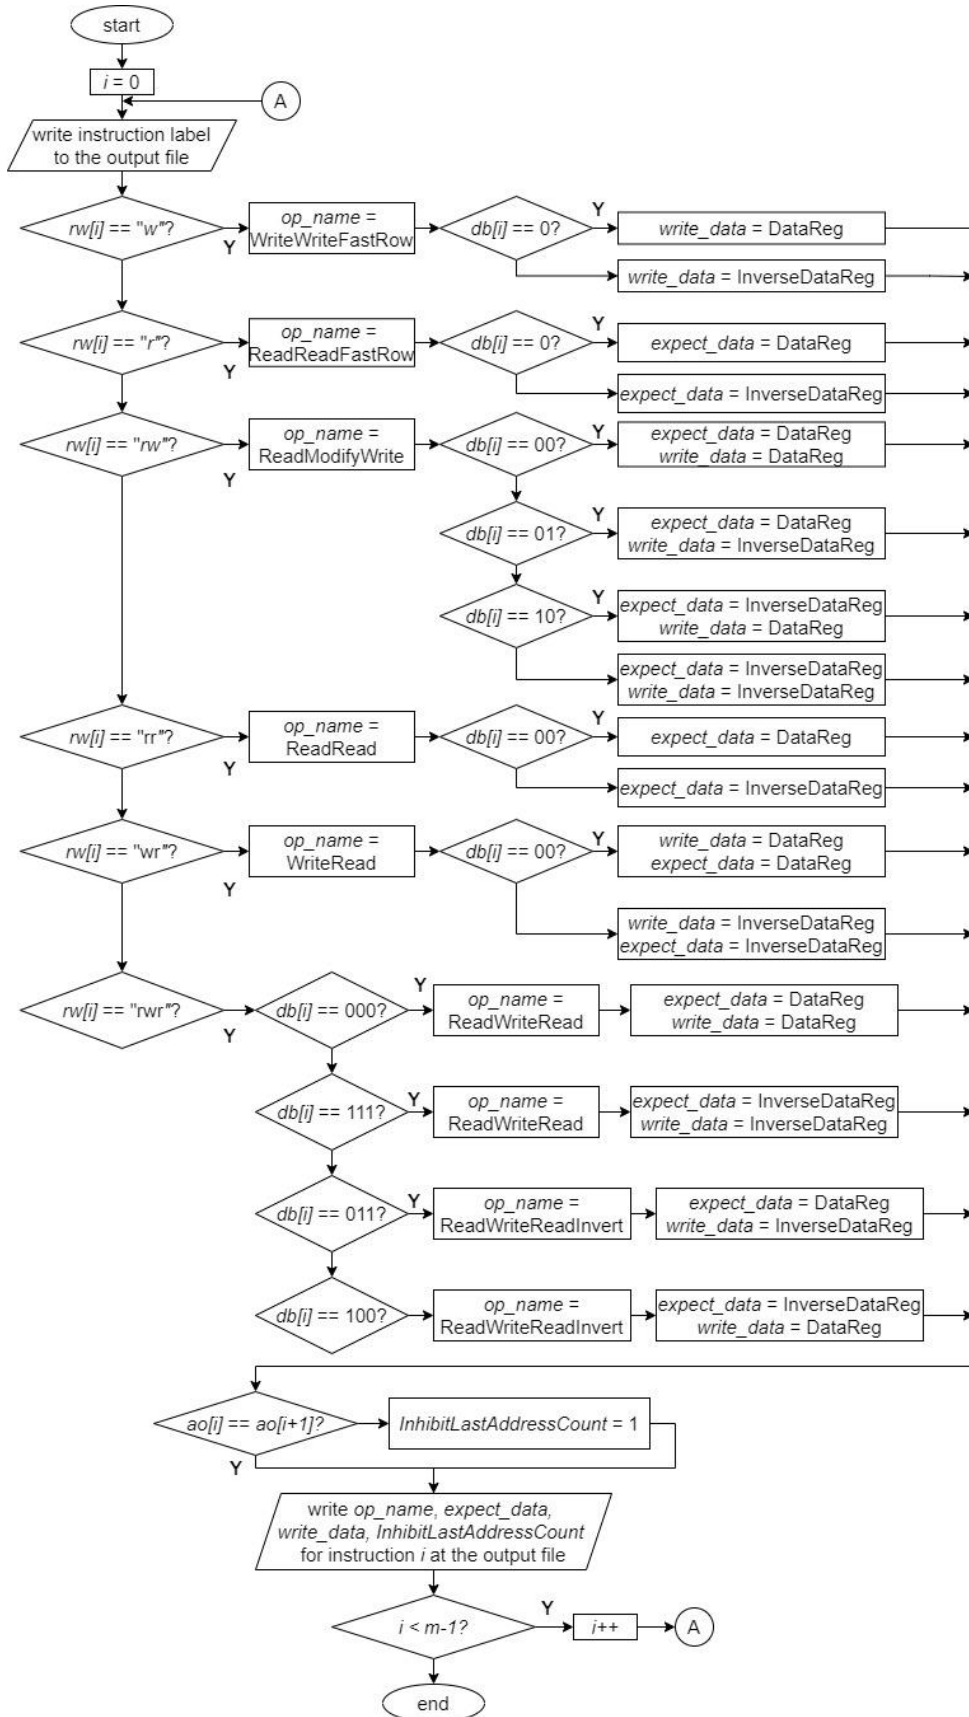 start
i = 0
A
write instruction label
to the output file
rw[i] == "w"?
Y
op_name =
WriteWriteFastRow
db[i] == 0?
Y
write_data = DataReg
write_data = InverseDataReg
rw[i] == "r"?
Y
op_name =
ReadReadFastRow
db[i] == 0?
Y
expect_data = DataReg
expect_data = InverseDataReg
rw[i] == "rw"?
Y
op_name =
ReadModifyWrite
db[i] == 00?
Y
expect_data = DataReg
write_data = DataReg
db[i] == 01?
Y
expect_data = DataReg
write_data = InverseDataReg
db[i] == 10?
Y
expect_data = InverseDataReg
write_data = DataReg
expect_data = InverseDataReg
write_data = InverseDataReg
rw[i] == "rr"?
Y
op_name =
ReadRead
db[i] == 00?
Y
expect_data = DataReg
expect_data = InverseDataReg
rw[i] == "wr"?
Y
op_name =
WriteRead
db[i] == 00?
Y
write_data = DataReg
expect_data = DataReg
write_data = InverseDataReg
expect_data = InverseDataReg
rw[i] == "rwr"?
Y
db[i] == 000?
Y
op_name =
ReadWriteRead
expect_data = DataReg
write_data = DataReg
db[i] == 111?
Y
op_name =
ReadWriteRead
expect_data = InverseDataReg
write_data = InverseDataReg
db[i] == 011?
Y
op_name =
ReadWriteReadInvert
expect_data = DataReg
write_data = InverseDataReg
db[i] == 100?
Y
op_name =
ReadWriteReadInvert
expect_data = InverseDataReg
write_data = DataReg
ao[i] == ao[i+1]?
Y
InhibitLastAddressCount = 1
write op_name, expect_data,
write_data, InhibitLastAddressCount
for instruction i at the output file
i < m-1?
Y
i++
A
end